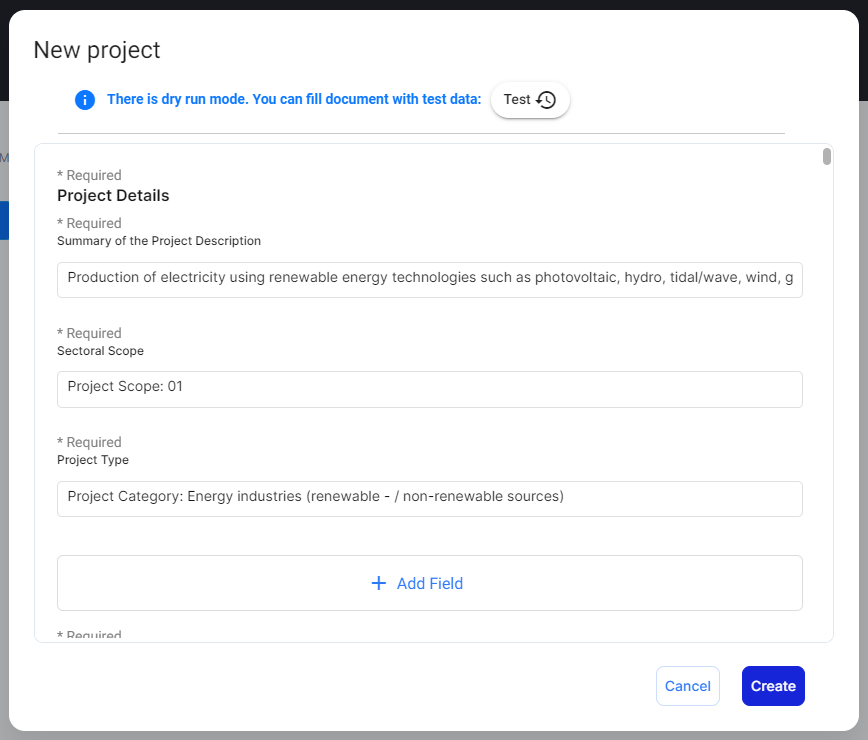 New project
There is dry run mode. You can fill document with test data: Test
M
* Required
Project Details
* Required
Summary of the Project Description
Production of electricity using renewable energy technologies such as photovoltaic, hydro, tidal/wave, wind, g
* Required
Sectoral Scope
Project Scope: 01
* Required
Project Type
Project Category: Energy industries (renewable - / non-renewable sources)
+ Add Field
* Required
Cancel Create